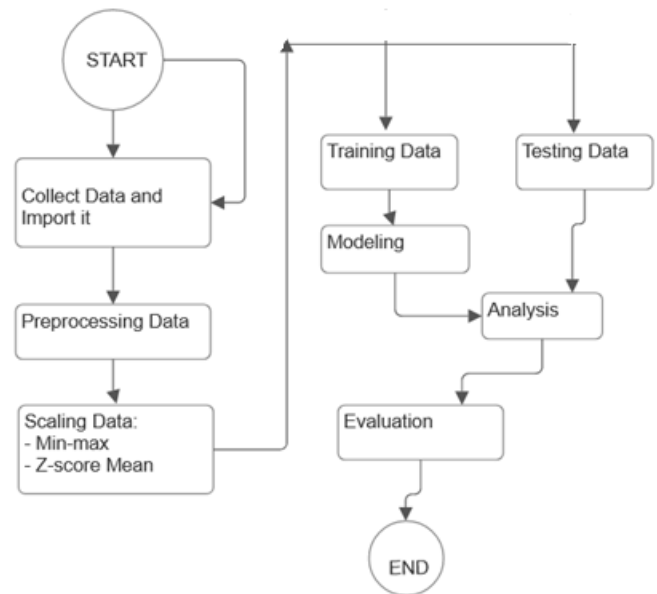 START
Collect Data and
Import it
Preprocessing Data
Scaling Data:
- Min-max
- Z-score Mean
Training Data
Testing Data
Modeling
Analysis
Evaluation
END